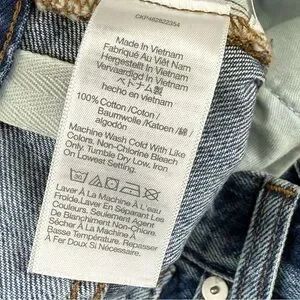 Made In Vietnam
Fabriqué Au Viêt Nam
Hergestellt In Vietnam
Vervaardigd In Vietnam
ベトナム製
hecho en vietnam
100% Cotton / Coton /
Baumwolle / Katoen / 綿 /
algodón
Machine Wash Cold With Like
Colors. Non-Chlorine Bleach
Only. Tumble Dry Low. Iron
On Lowest Setting.
Laver À La Machine À L'Eau
Froide. Laver En Séparant Les
Couleurs. Seulement Agent
De Blanchiment Non-Chlore.
Sécher À La Machine À
Basse Température. Repasser
À Fer Doux Si Nécessaire.